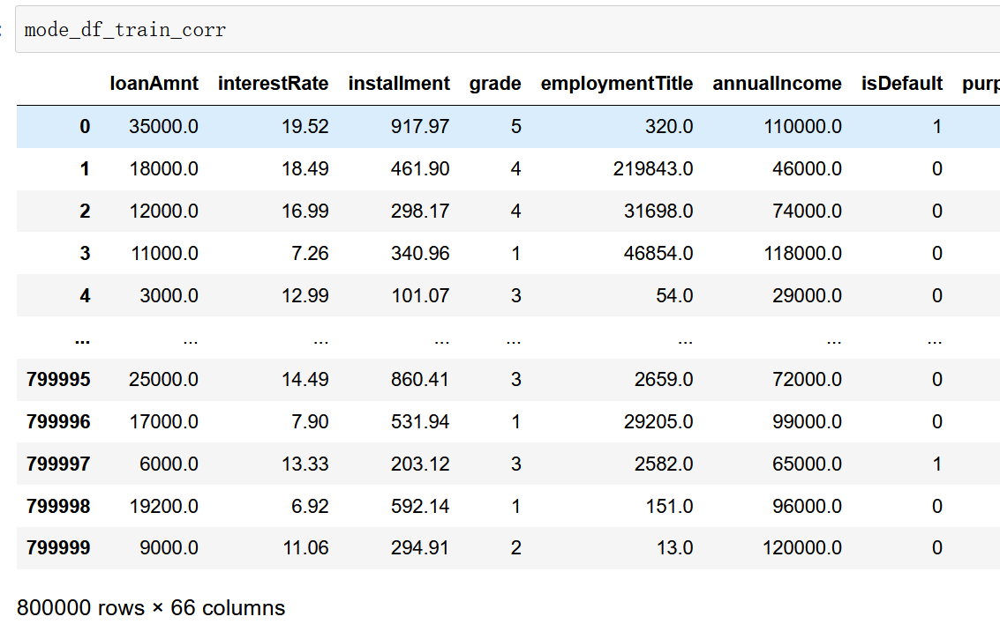 mode_df_train_corr
loanAmnt interestRate installment grade employmentTitle annualIncome isDefault purp
0 35000.0 19.52 917.97 5 320.0 110000.0 1
1 18000.0 18.49 461.90 4 219843.0 46000.0 0
2 12000.0 16.99 298.17 4 31698.0 74000.0 0
3 11000.0 7.26 340.96 1 46854.0 118000.0 0
4 3000.0 12.99 101.07 3 54.0 29000.0 0
... ... ... ... ... ... ... ...
799995 25000.0 14.49 860.41 3 2659.0 72000.0 0
799996 17000.0 7.90 531.94 1 29205.0 99000.0 0
799997 6000.0 13.33 203.12 3 2582.0 65000.0 1
799998 19200.0 6.92 592.14 1 151.0 96000.0 0
799999 9000.0 11.06 294.91 2 13.0 120000.0 0
800000 rows × 66 columns